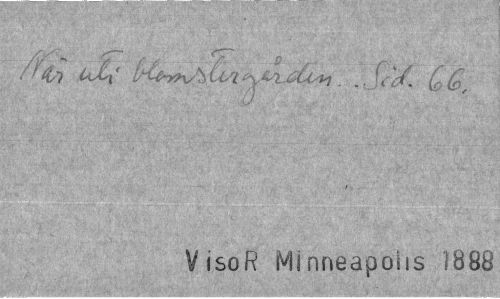 När uti blomstergården. . Sid. 66.
VisoR Minneapolis 1888